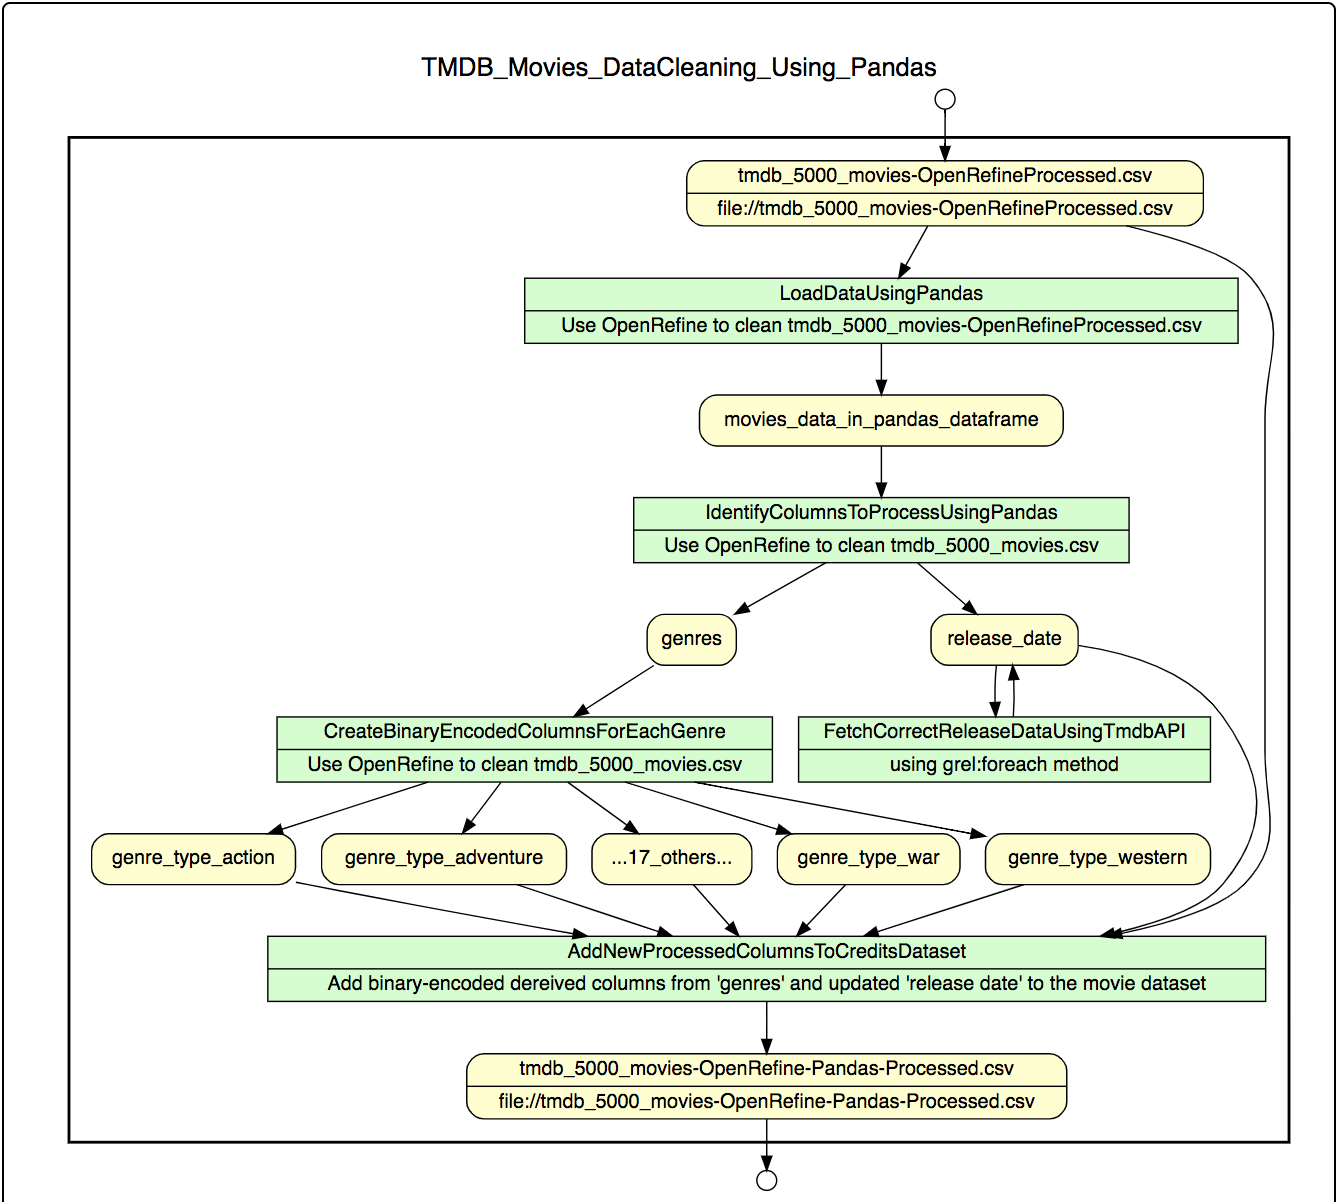 TMDB_Movies_DataCleaning_Using_Pandas
tmdb_5000_movies-OpenRefineProcessed.csv
file://tmdb_5000_movies-OpenRefineProcessed.csv
LoadDataUsingPandas
Use OpenRefine to clean tmdb_5000_movies-OpenRefineProcessed.csv
movies_data_in_pandas_dataframe
IdentifyColumnsToProcessUsingPandas
Use OpenRefine to clean tmdb_5000_movies.csv
genres
release_date
CreateBinaryEncodedColumnsForEachGenre
Use OpenRefine to clean tmdb_5000_movies.csv
FetchCorrectReleaseDataUsingTmdbAPI
using grel:foreach method
genre_type_action
genre_type_adventure
...17_others...
genre_type_war
genre_type_western
AddNewProcessedColumnsToCreditsDataset
Add binary-encoded dereived columns from 'genres' and updated 'release date' to the movie dataset
tmdb_5000_movies-OpenRefine-Pandas-Processed.csv
file://tmdb_5000_movies-OpenRefine-Pandas-Processed.csv